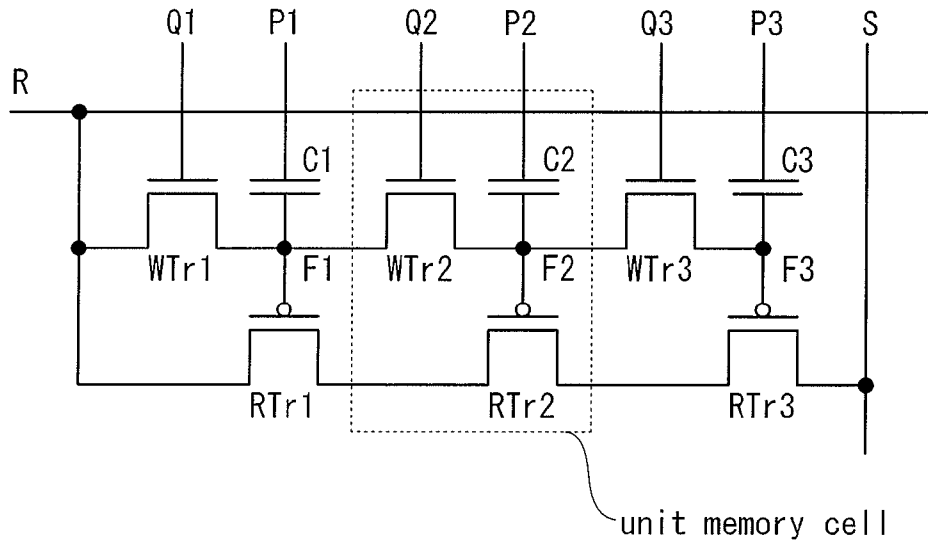 Q1 P1 Q2 P2 Q3 P3 S
R
C1 C2 C3
WTr1 F1 WTr2 F2 WTr3 F3
RTr1 RTr2 RTr3
unit memory cell